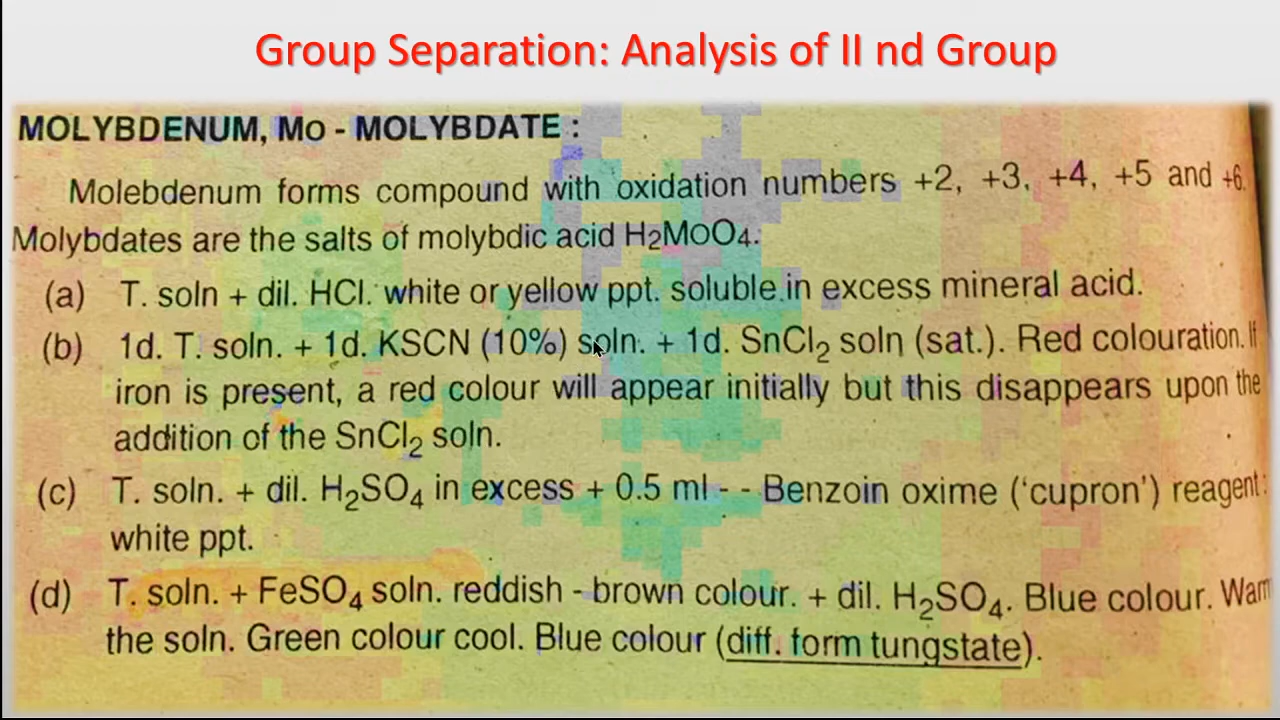 Group Separation: Analysis of II nd Group
MOLYBDENUM, Mo - MOLYBDATE :
Molebdenum forms compound with oxidation numbers +2, +3, +4, +5 and +6.
Molybdates are the salts of molybdic acid H2MoO4.
(a) T. soln + dil. HCl. white or yellow ppt. soluble in excess mineral acid.
(b) 1d. T. soln. + 1d. KSCN (10%) soln. + 1d. SnCl2 soln (sat.). Red colouration. If
iron is present, a red colour will appear initially but this disappears upon the
addition of the SnCl2 soln.
(c) T. soln. + dil. H2SO4 in excess + 0.5 ml - - Benzoin oxime ('cupron') reagent :
white ppt.
(d) T. soln. + FeSO4 soln. reddish - brown colour. + dil. H2SO4. Blue colour. Warm
the soln. Green colour cool. Blue colour (diff. form tungstate).